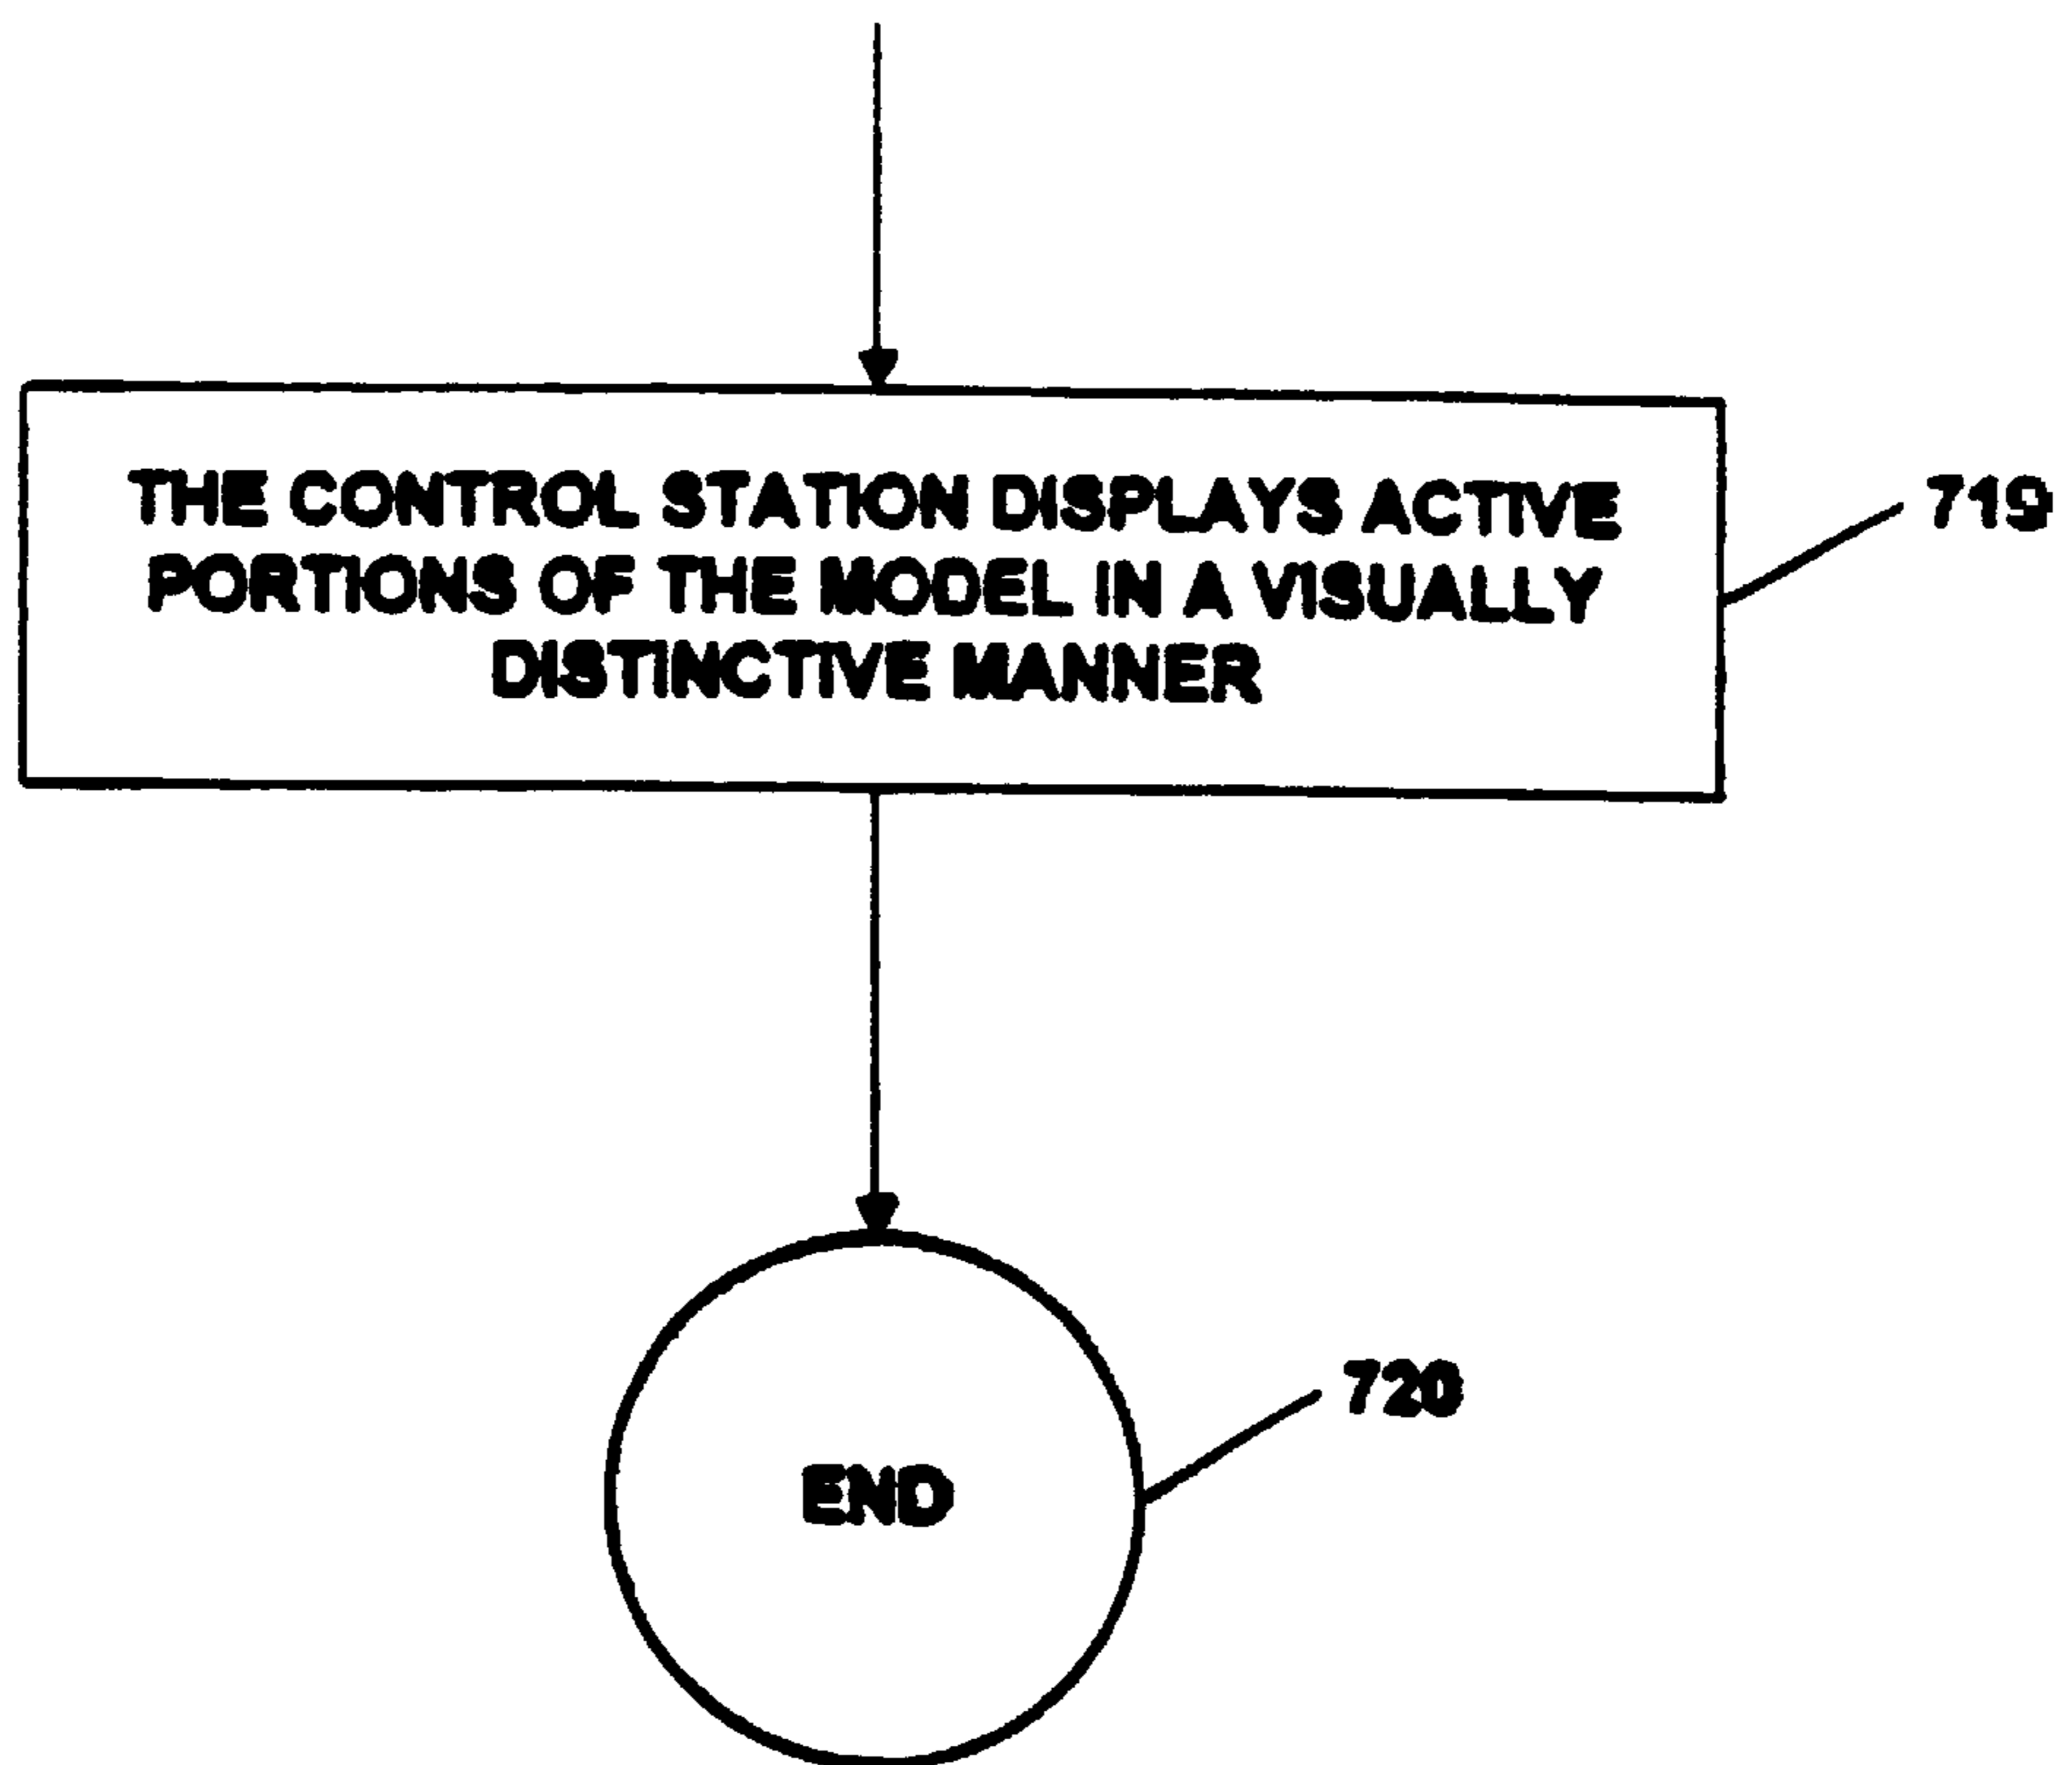 THE CONTROL STATION DISPLAYS ACTIVE
PORTIONS OF THE MODEL IN A VISUALLY
DISTINCTIVE MANNER
719
720
END